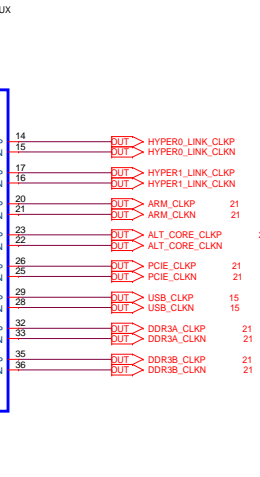 UX
14 OUT HYPER0_LINK_CLKP
15 OUT HYPER0_LINK_CLKN
17 OUT HYPER1_LINK_CLKP
16 OUT HYPER1_LINK_CLKN
20 OUT ARM_CLKP 21
21 OUT ARM_CLKN 21
23 OUT ALT_CORE_CLKP
22 OUT ALT_CORE_CLKN
26 OUT PCIE_CLKP 21
25 OUT PCIE_CLKN 21
29 OUT USB_CLKP 15
28 OUT USB_CLKN 15
32 OUT DDR3A_CLKP 21
33 OUT DDR3A_CLKN 21
35 OUT DDR3B_CLKP 21
36 OUT DDR3B_CLKN 21